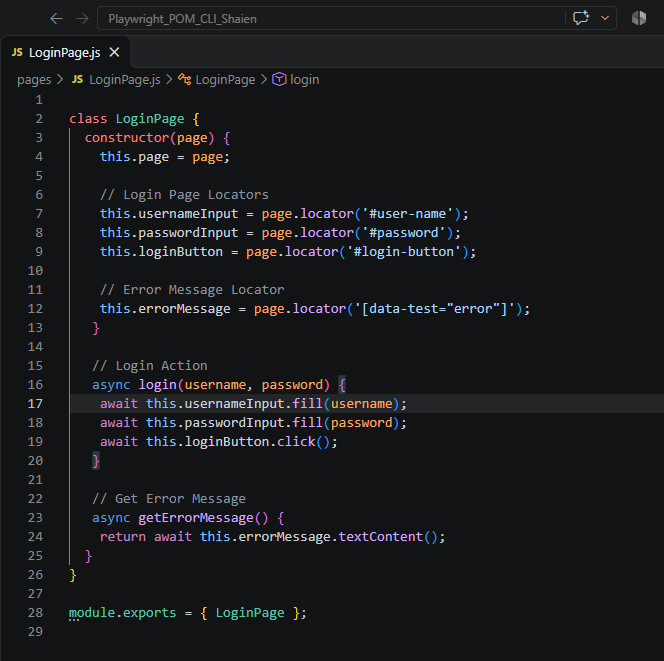 Playwright_POM_CLI_Shaien
JS LoginPage.js
pages > JS LoginPage.js > LoginPage > login
1
2 class LoginPage {
3   constructor(page) {
4     this.page = page;
5
6     // Login Page Locators
7     this.usernameInput = page.locator('#user-name');
8     this.passwordInput = page.locator('#password');
9     this.loginButton = page.locator('#login-button');
10
11     // Error Message Locator
12     this.errorMessage = page.locator('[data-test="error"]');
13    }
14
15    // Login Action
16    async login(username, password) {
17     await this.usernameInput.fill(username);
18     await this.passwordInput.fill(password);
19     await this.loginButton.click();
20    }
21
22    // Get Error Message
23    async getErrorMessage() {
24     return await this.errorMessage.textContent();
25   }
26 }
27
28 module.exports = { LoginPage };
29